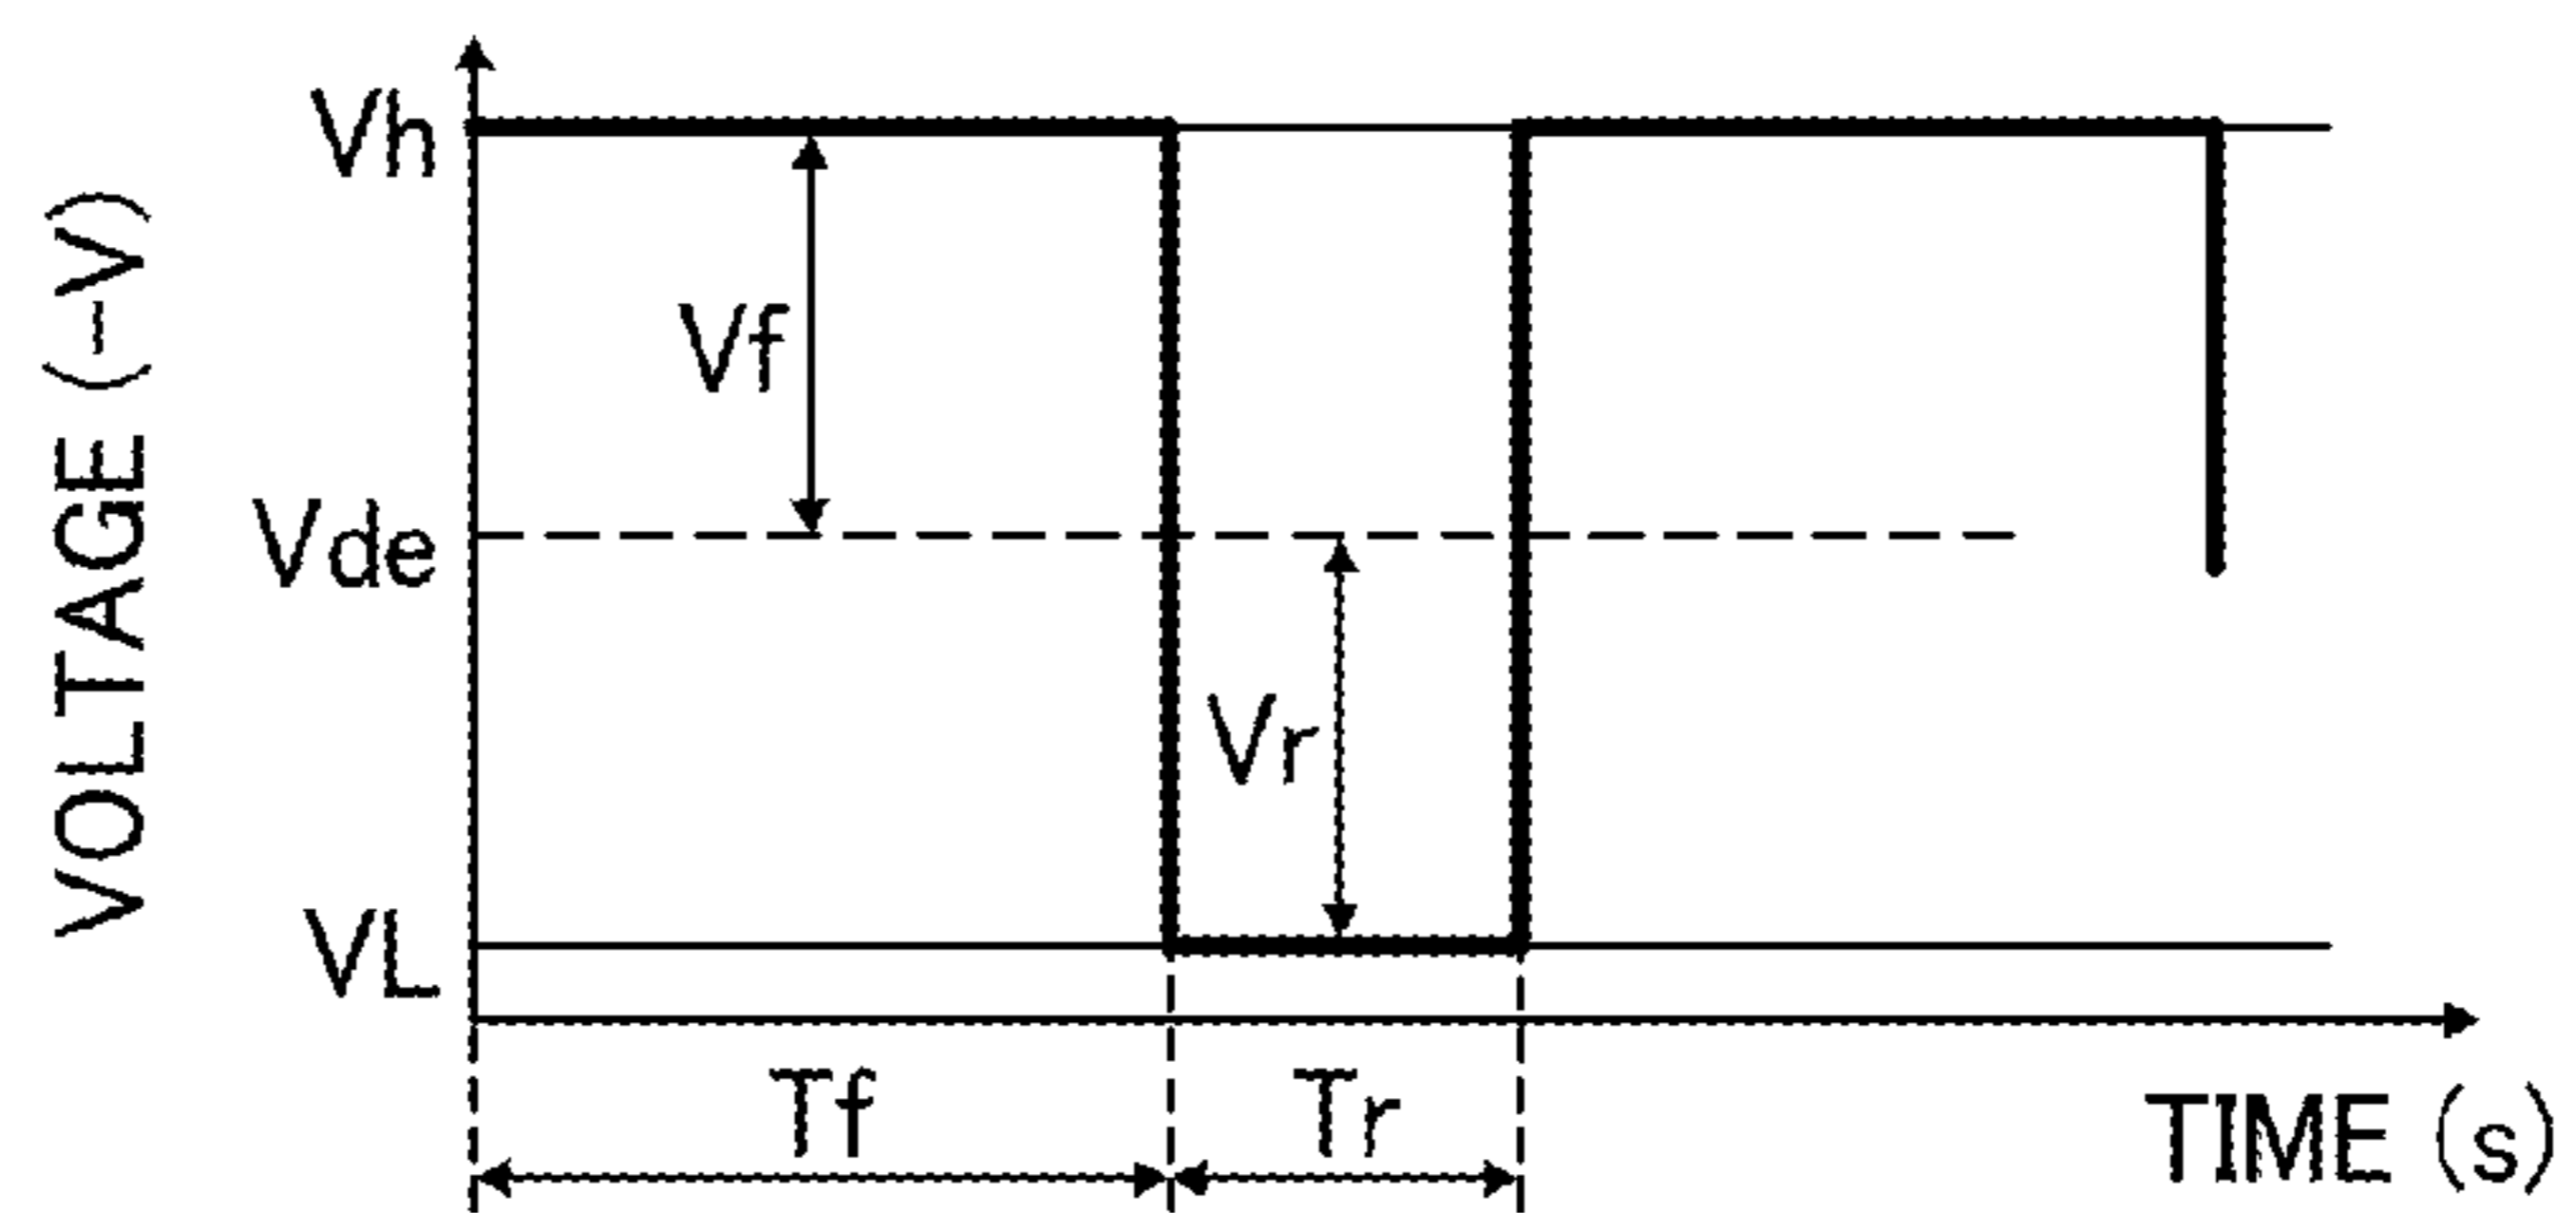 VOLTAGE (-V)
Vh
Vf
Vde
Vr
VL
Tf
Tr
TIME (s)